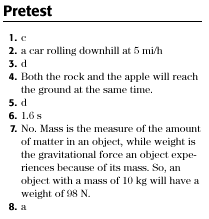 Pretest
1. c
2. a car rolling downhill at 5 mi/h
3. d
4. Both the rock and the apple will reach
the ground at the same time.
5. d
6. 1.6 s
7. No. Mass is the measure of the amount
of matter in an object, while weight is
the gravitational force an object expe-
riences because of its mass. So, an
object with a mass of 10 kg will have a
weight of 98 N.
8. a